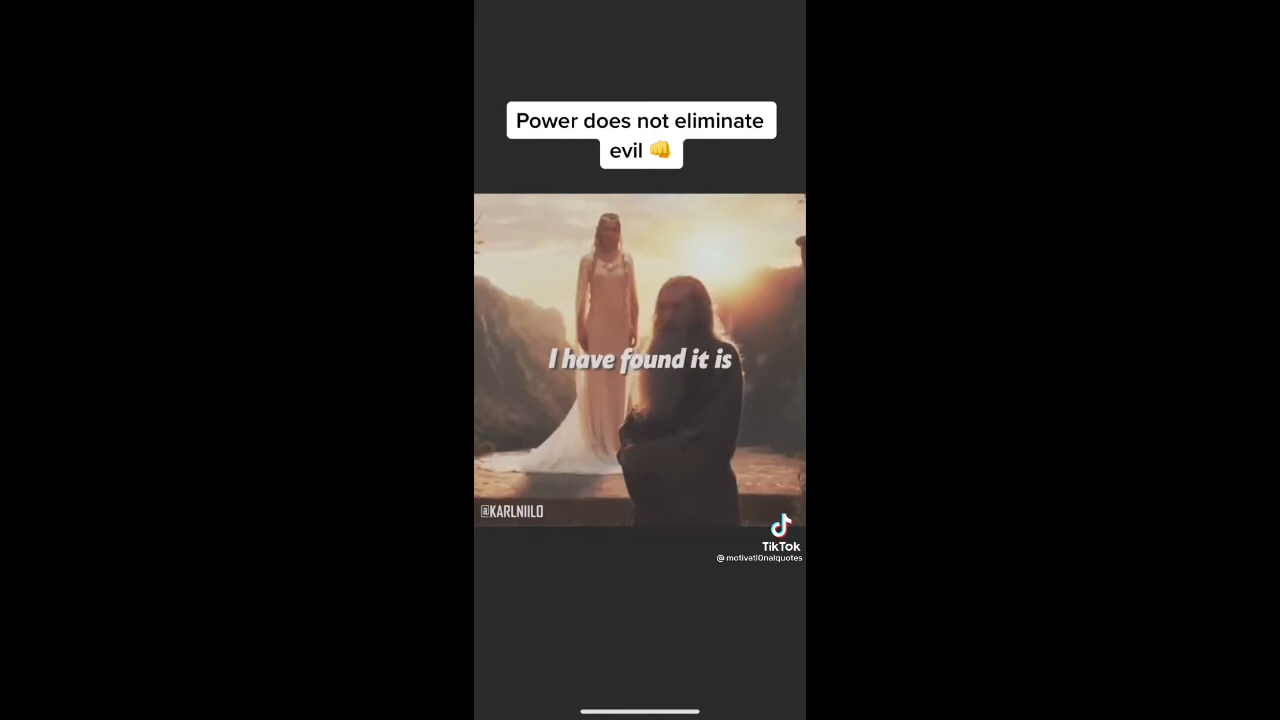 Power does not eliminate
evil 👊
I have found it is
@KARLNIILO
TikTok
@motivati0nalquotes